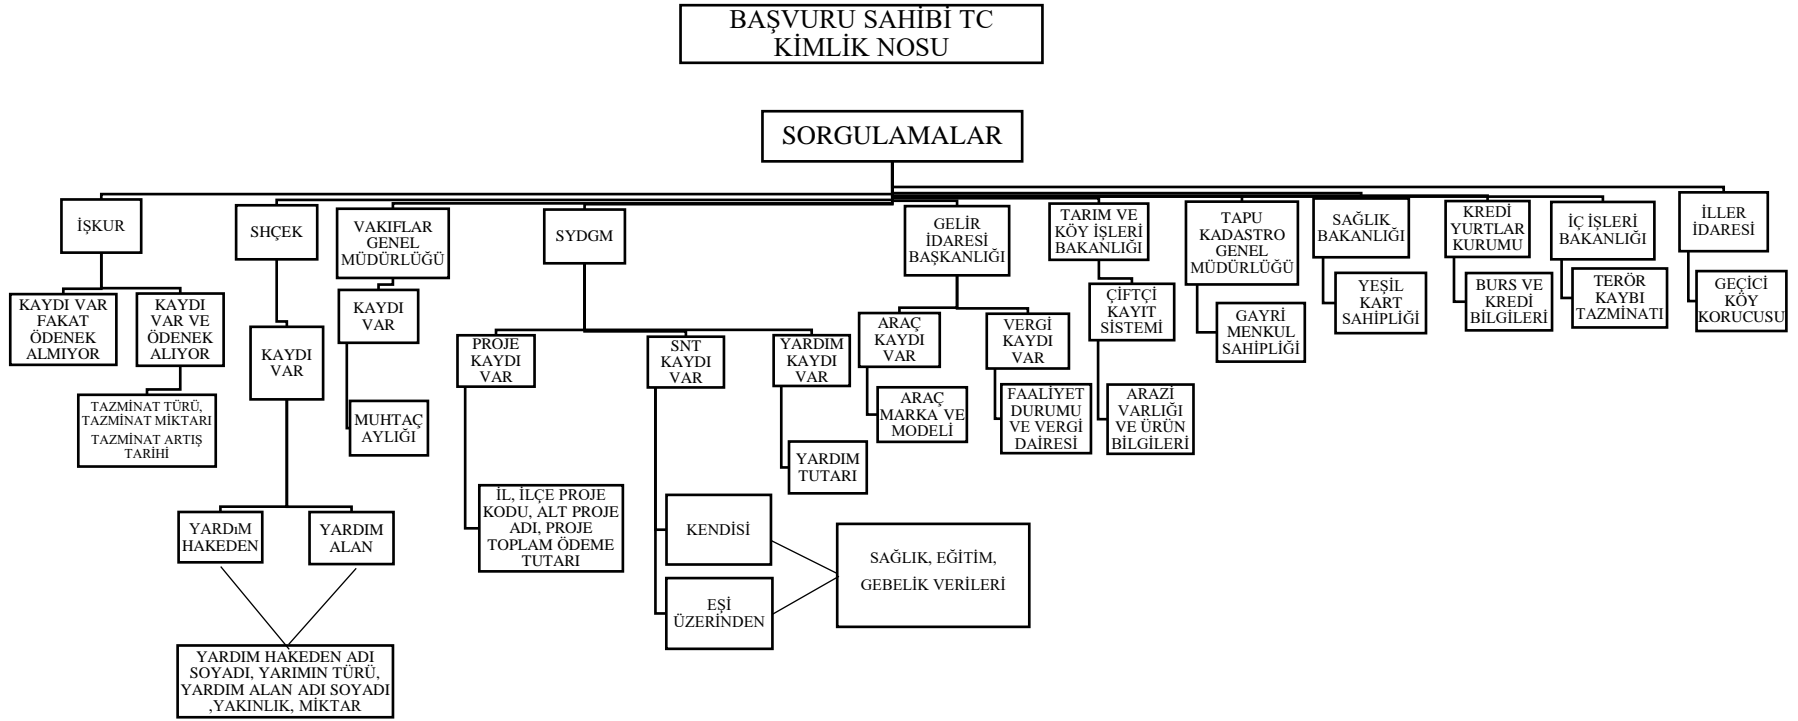 BAŞVURU SAHİBİ TC
KİMLİK NOSU
SORGULAMALAR
İŞKUR
SHÇEK
VAKIFLAR
GENEL
MÜDÜRLÜĞÜ
SYDGM
GELİR
İDARESİ
BAŞKANLIĞI
TARIM VE
KÖY İŞLERİ
BAKANLIĞI
TAPU
KADASTRO
GENEL
MÜDÜRLÜĞÜ
SAĞLIK
BAKANLIĞI
KREDİ
YURTLAR
KURUMU
İÇ İŞLERİ
BAKANLIĞI
İLLER
İDARESİ
KAYDI VAR
FAKAT
ÖDENEK
ALMIYOR
KAYDI
VAR VE
ÖDENEK
ALIYOR
KAYDI
VAR
KAYDI
VAR
PROJE
KAYDI
VAR
SNT
KAYDI
VAR
YARDIM
KAYDI
VAR
ARAÇ
KAYDI
VAR
VERGİ
KAYDI
VAR
ÇİFTÇİ
KAYIT
SİSTEMİ
GAYRİ
MENKUL
SAHİPLİĞİ
YEŞİL
KART
SAHİPLİĞİ
BURS VE
KREDİ
BİLGİLERİ
TERÖR
KAYBI
TAZMİNATI
GEÇİCİ
KÖY
KORUCUSU
TAZMİNAT TÜRÜ,
TAZMİNAT MİKTARI
TAZMİNAT ARTIŞ
TARİHİ
MUHTAÇ
AYLIĞI
ARAÇ
MARKA VE
MODELİ
FAALİYET
DURUMU
VE VERGİ
DAİRESİ
ARAZİ
VARLIĞI
VE ÜRÜN
BİLGİLERİ
YARDIM
TUTARI
YARDıM
HAKEDEN
YARDIM
ALAN
İL, İLÇE PROJE
KODU, ALT PROJE
ADI, PROJE
TOPLAM ÖDEME
TUTARI
KENDİSİ
EŞİ
ÜZERİNDEN
SAĞLIK, EĞİTİM,
GEBELİK VERİLERİ
YARDIM HAKEDEN ADI
SOYADI, YARIMIN TÜRÜ,
YARDIM ALAN ADI SOYADI
,YAKINLIK, MİKTAR